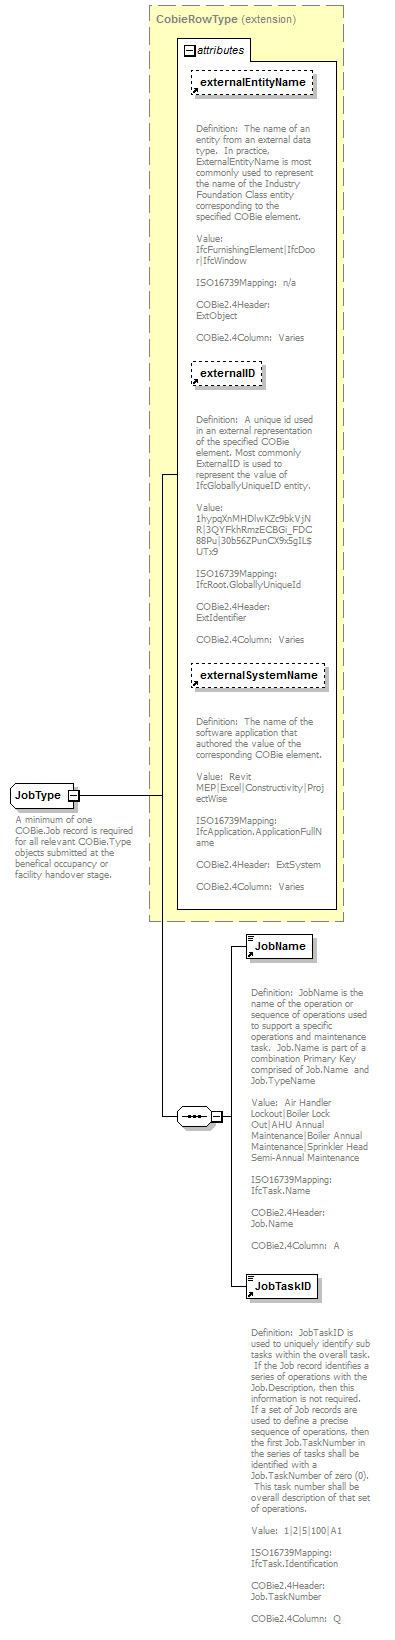 CobieRowType (extension)
attributes
externalEntityName
Definition:  The name of an
entity from an external data
type.  In practice,
ExternalEntityName is most
commonly used to represent
the name of the Industry
Foundation Class entity
corresponding to the
specified COBie element.
Value:
IfcFurnishingElement|IfcDoo
r|IfcWindow
ISO16739Mapping:  n/a
COBie2.4Header:
ExtObject
COBie2.4Column:  Varies
externalID
Definition:  A unique id used
in an external representation
of the specified COBie
element. Most commonly
ExternalID is used to
represent the value of
IfcGloballyUniqueID entity.
Value:
1hypqXnMHDlwKZc9bkVjN
R|3QYFkhRmzECBGi_FDC
88Pu|30b56ZPunCX9x5gIL$
UTx9
ISO16739Mapping:
IfcRoot.GloballyUniqueId
COBie2.4Header:
ExtIdentifier
COBie2.4Column:  Varies
externalSystemName
Definition:  The name of the
software application that
authored the value of the
corresponding COBie element.
Value:  Revit
MEP|Excel|Constructivity|Proj
ectWise
ISO16739Mapping:
IfcApplication.ApplicationFullN
ame
COBie2.4Header:  ExtSystem
COBie2.4Column:  Varies
JobType
A minimum of one
COBie.Job record is required
for all relevant COBie.Type
objects submitted at the
benefical occupancy or
facility handover stage.
JobName
Definition:  JobName is the
name of the operation or
sequence of operations used
to support a specific
operations and maintenance
task.  Job.Name is part of a
combination Primary Key
comprised of Job.Name  and
Job.TypeName
Value:  Air Handler
Lockout|Boiler Lock
Out|AHU Annual
Maintenance|Boiler Annual
Maintenance|Sprinkler Head
Semi-Annual Maintenance
ISO16739Mapping:
IfcTask.Name
COBie2.4Header:
Job.Name
COBie2.4Column:  A
JobTaskID
Definition:  JobTaskID is
used to uniquely identify sub
tasks within the overall task.
If the Job record identifies a
series of operations with the
Job.Description, then this
information is not required.
If a set of Job records are
used to define a precise
sequence of operations, then
the first Job.TaskNumber in
the series of tasks shall be
identified with a
Job.TaskNumber of zero (0).
This task number shall be
overall description of that set
of operations.
Value:  1|2|5|100|A1
ISO16739Mapping:
IfcTask.Identification
COBie2.4Header:
Job.TaskNumber
COBie2.4Column:  Q